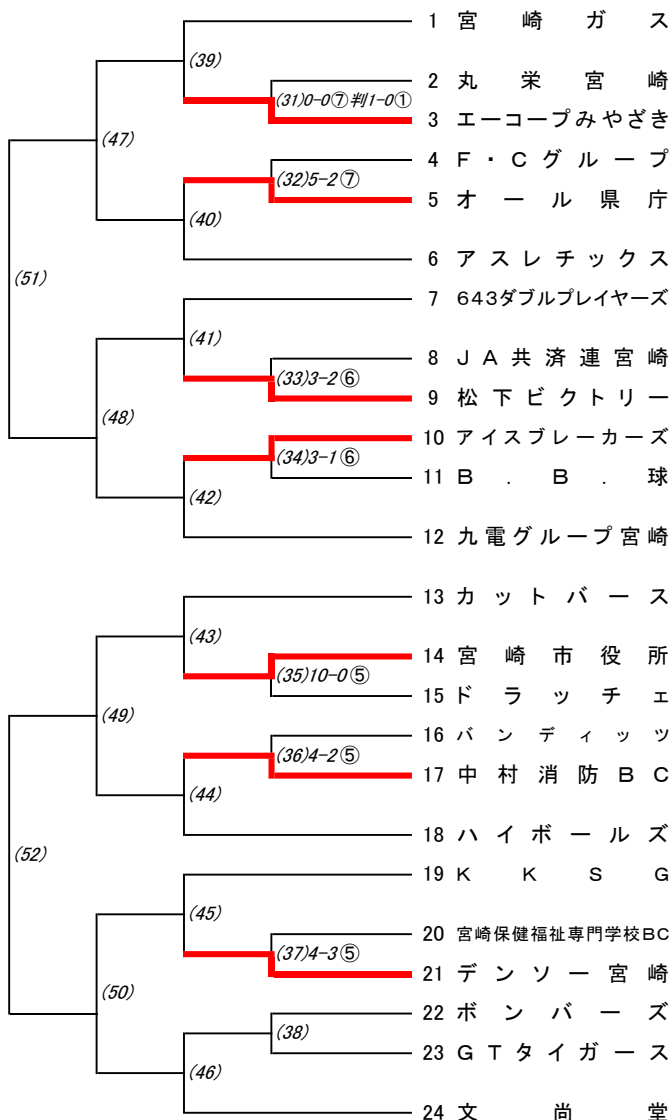 1 宮崎ガス
(39)
2 丸栄宮崎
(31)0-0⑦判1-0①
3 エーコープみやざき
(47)
4 F・Cグループ
(32)5-2⑦
5 オール県庁
(40)
6 アスレチックス
(51)
7 643ダブルプレイヤーズ
(41)
8 JA共済連宮崎
(33)3-2⑥
9 松下ビクトリー
(48)
10 アイスブレーカーズ
(34)3-1⑥
11 B.B.球
(42)
12 九電グループ宮崎
13 カットバース
(43)
14 宮崎市役所
(35)10-0⑤
15 ドラッチェ
(49)
16 バンディッツ
(36)4-2⑤
17 中村消防BC
(44)
18 ハイボールズ
(52)
19 KKSG
(45)
20 宮崎保健福祉専門学校BC
(37)4-3⑤
21 デンソー宮崎
(50)
22 ボンバーズ
(38)
23 GTタイガース
(46)
24 文尚堂